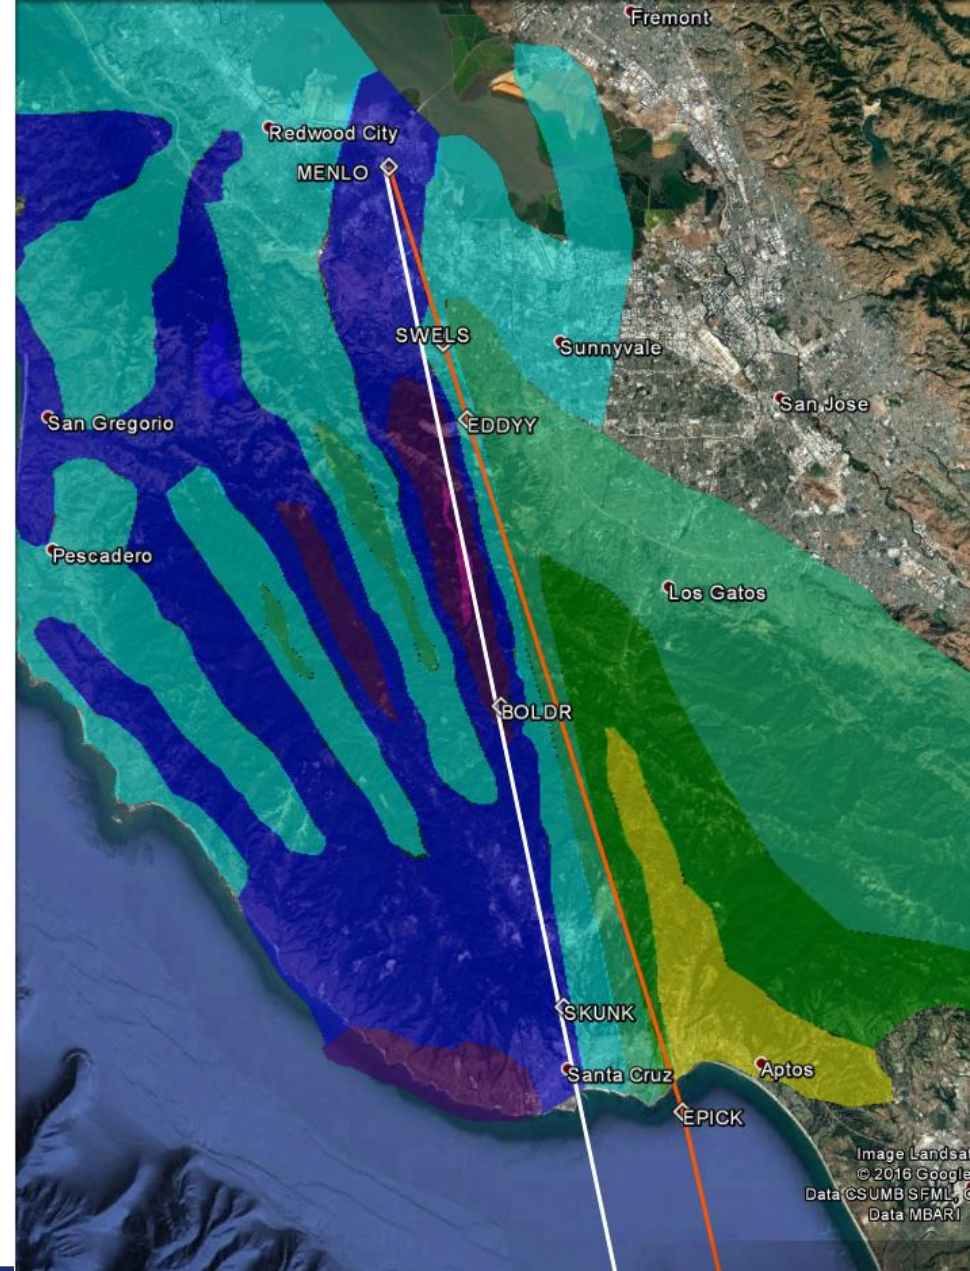 Fremont
Redwood City
MENLO
SWELS
Sunnyvale
San Jose
San Gregorio
EDDYY
Pescadero
Los Gatos
BOLDR
SKUNK
Santa Cruz
Aptos
EPICK
Image Landsat
© 2016 Google
Data CSUMB SFML,
Data MBARI